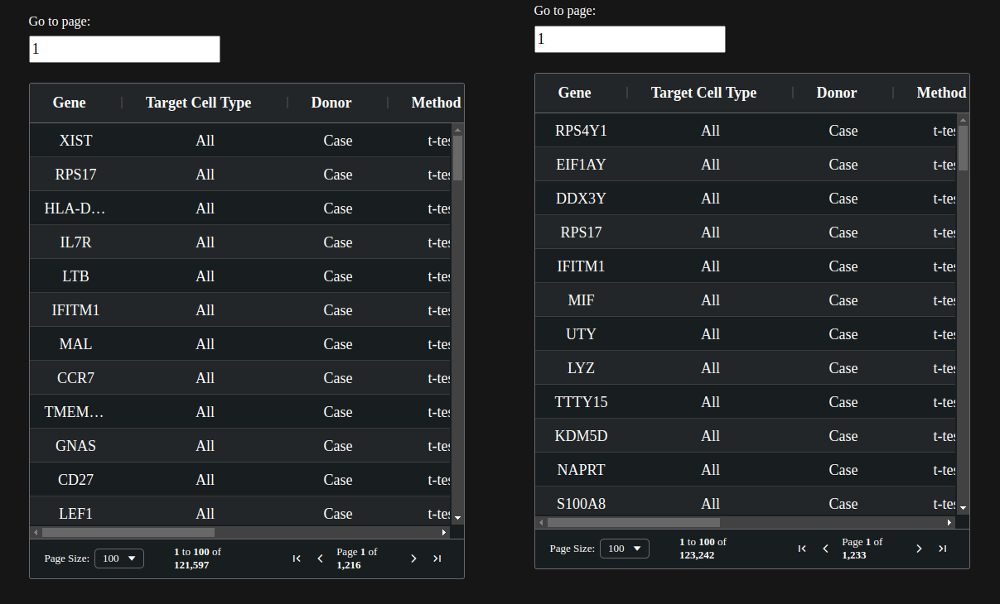 Go to page:
1
Gene Target Cell Type Donor Method
XIST All Case t-tes
RPS17 All Case t-tes
HLA-D… All Case t-tes
IL7R All Case t-tes
LTB All Case t-tes
IFITM1 All Case t-tes
MAL All Case t-tes
CCR7 All Case t-tes
TMEM… All Case t-tes
GNAS All Case t-tes
CD27 All Case t-tes
LEF1 All Case t-tes
Page Size: 100 1 to 100 of 121,597 Page 1 of 1,216
Go to page:
1
Gene Target Cell Type Donor Method
RPS4Y1 All Case t-tes
EIF1AY All Case t-tes
DDX3Y All Case t-tes
RPS17 All Case t-tes
IFITM1 All Case t-tes
MIF All Case t-tes
UTY All Case t-tes
LYZ All Case t-tes
TTTY15 All Case t-tes
KDM5D All Case t-tes
NAPRT All Case t-tes
S100A8 All Case t-tes
Page Size: 100 1 to 100 of 123,242 Page 1 of 1,233